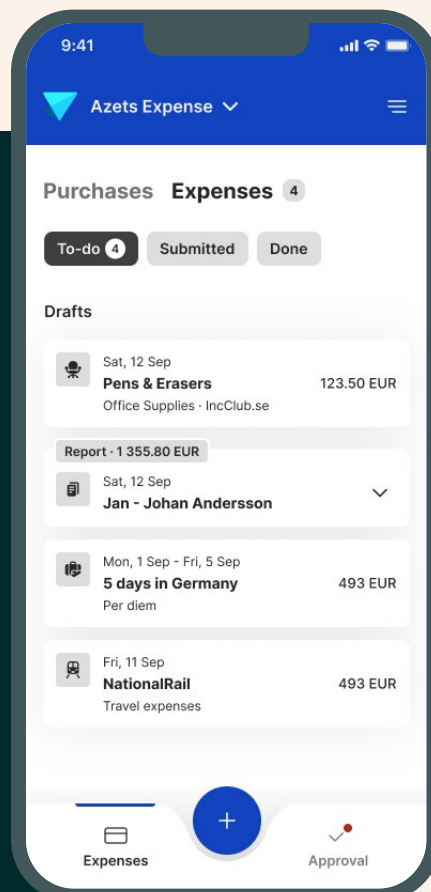 9:41
Azets Expense
Purchases Expenses 4
To-do 4 Submitted Done
Drafts
Sat, 12 Sep
Pens & Erasers 123.50 EUR
Office Supplies · IncClub.se
Report · 1 355.80 EUR
Sat, 12 Sep
Jan - Johan Andersson
Mon, 1 Sep - Fri, 5 Sep
5 days in Germany 493 EUR
Per diem
Fri, 11 Sep
NationalRail 493 EUR
Travel expenses
Expenses Approval